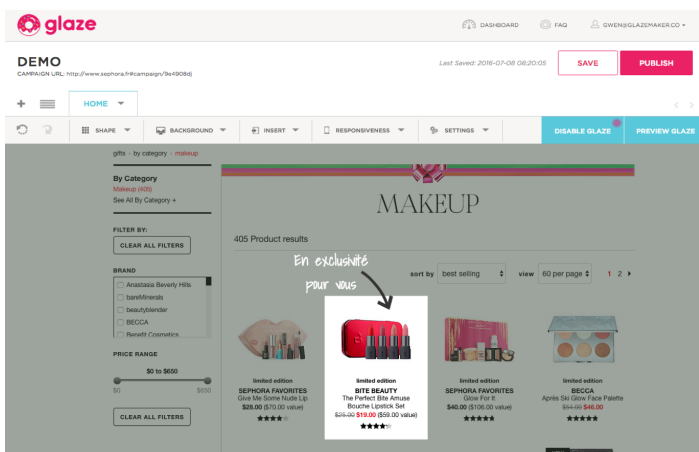 glaze
DASHBOARD
FAQ
GWEN@GLAZEMAKER.CO
DEMO
CAMPAIGN URL: http://www.sephora.fr#campaign/9e4908dj
Last Saved: 2016-07-08 08:20:05
SAVE
PUBLISH
HOME
SHAPE
BACKGROUND
INSERT
RESPONSIVENESS
SETTINGS
DISABLE GLAZE
PREVIEW GLAZE
gifts · by category · makeup
By Category
Makeup (405)
See All By Category +
FILTER BY:
CLEAR ALL FILTERS
BRAND
Anastasia Beverly Hills
bareMinerals
beautyblender
BECCA
Benefit Cosmetics
PRICE RANGE
$0 to $650
$0
$650
CLEAR ALL FILTERS
MAKEUP
405 Product results
En exclusivité
pour vous
sort by best selling
view 60 per page
1 2
limited edition
SEPHORA FAVORITES
Give Me Some Nude Lip
$28.00 ($70.00 value)
limited edition
BITE BEAUTY
The Perfect Bite Amuse
Bouche Lipstick Set
$25.00 $19.00 ($59.00 value)
limited edition
SEPHORA FAVORITES
Glow For It
$40.00 ($106.00 value)
limited edition
BECCA
Après Ski Glow Face Palette
$54.00 $46.00